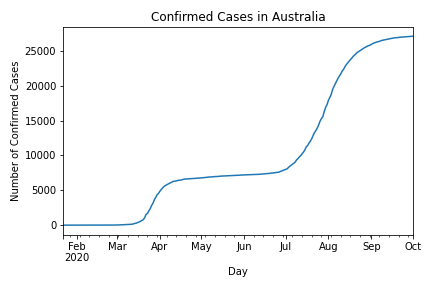 Confirmed Cases in Australia
Number of Confirmed Cases
25000
20000
15000
10000
5000
0
Feb Mar Apr May Jun Jul Aug Sep Oct
2020
Day